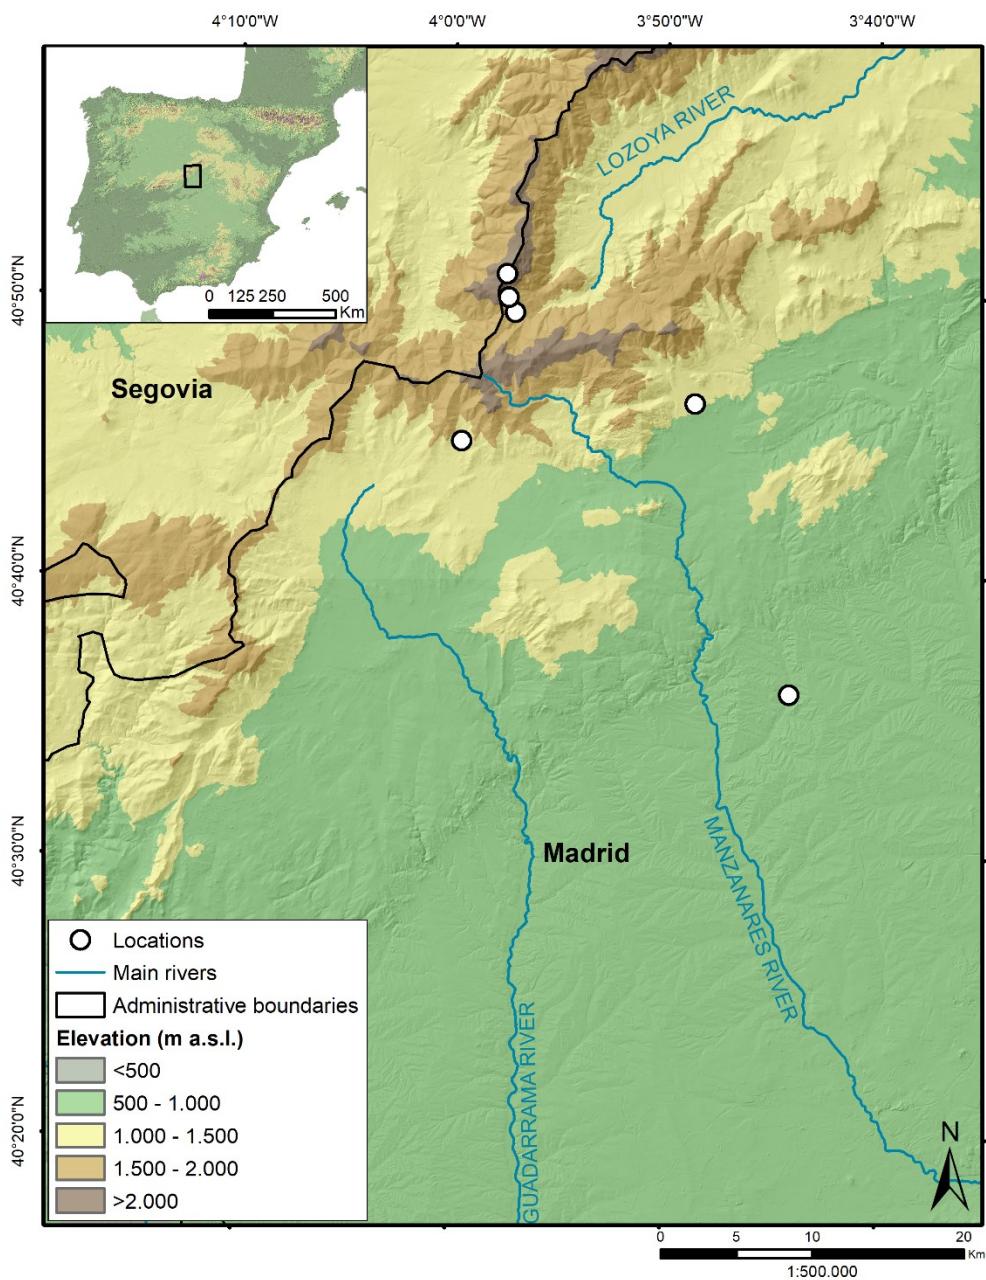 4°10'0"W
4°00'0"W
3°50'0"W
3°40'0"W
40°50'0"N
40°40'0"N
40°30'0"N
40°20'0"N
0 125 250 500
Km
LOZOYA RIVER
Segovia
Madrid
MANZANARES RIVER
GUADARRAMA RIVER
Locations
Main rivers
Administrative boundaries
Elevation (m a.s.l.)
<500
500 - 1.000
1.000 - 1.500
1.500 - 2.000
>2.000
N
0 5 10 20
Km
1:500.000